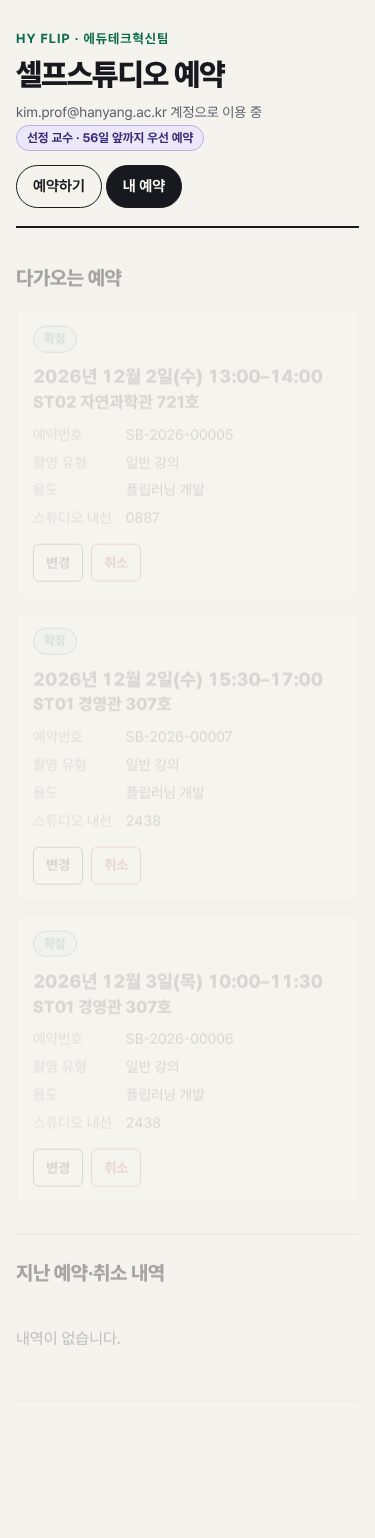 HY FLIP · 에듀테크혁신팀
셀프스튜디오 예약
kim.prof@hanyang.ac.kr 계정으로 이용 중
선정 교수 · 56일 앞까지 우선 예약
예약하기 내 예약
다가오는 예약
확정
2026년 12월 2일(수) 13:00–14:00
ST02 자연과학관 721호
예약번호 SB-2026-00005
촬영 유형 일반 강의
용도 플립러닝 개발
스튜디오 내선 0887
변경 취소
확정
2026년 12월 2일(수) 15:30–17:00
ST01 경영관 307호
예약번호 SB-2026-00007
촬영 유형 일반 강의
용도 플립러닝 개발
스튜디오 내선 2438
변경 취소
확정
2026년 12월 3일(목) 10:00–11:30
ST01 경영관 307호
예약번호 SB-2026-00006
촬영 유형 일반 강의
용도 플립러닝 개발
스튜디오 내선 2438
변경 취소
지난 예약·취소 내역
내역이 없습니다.